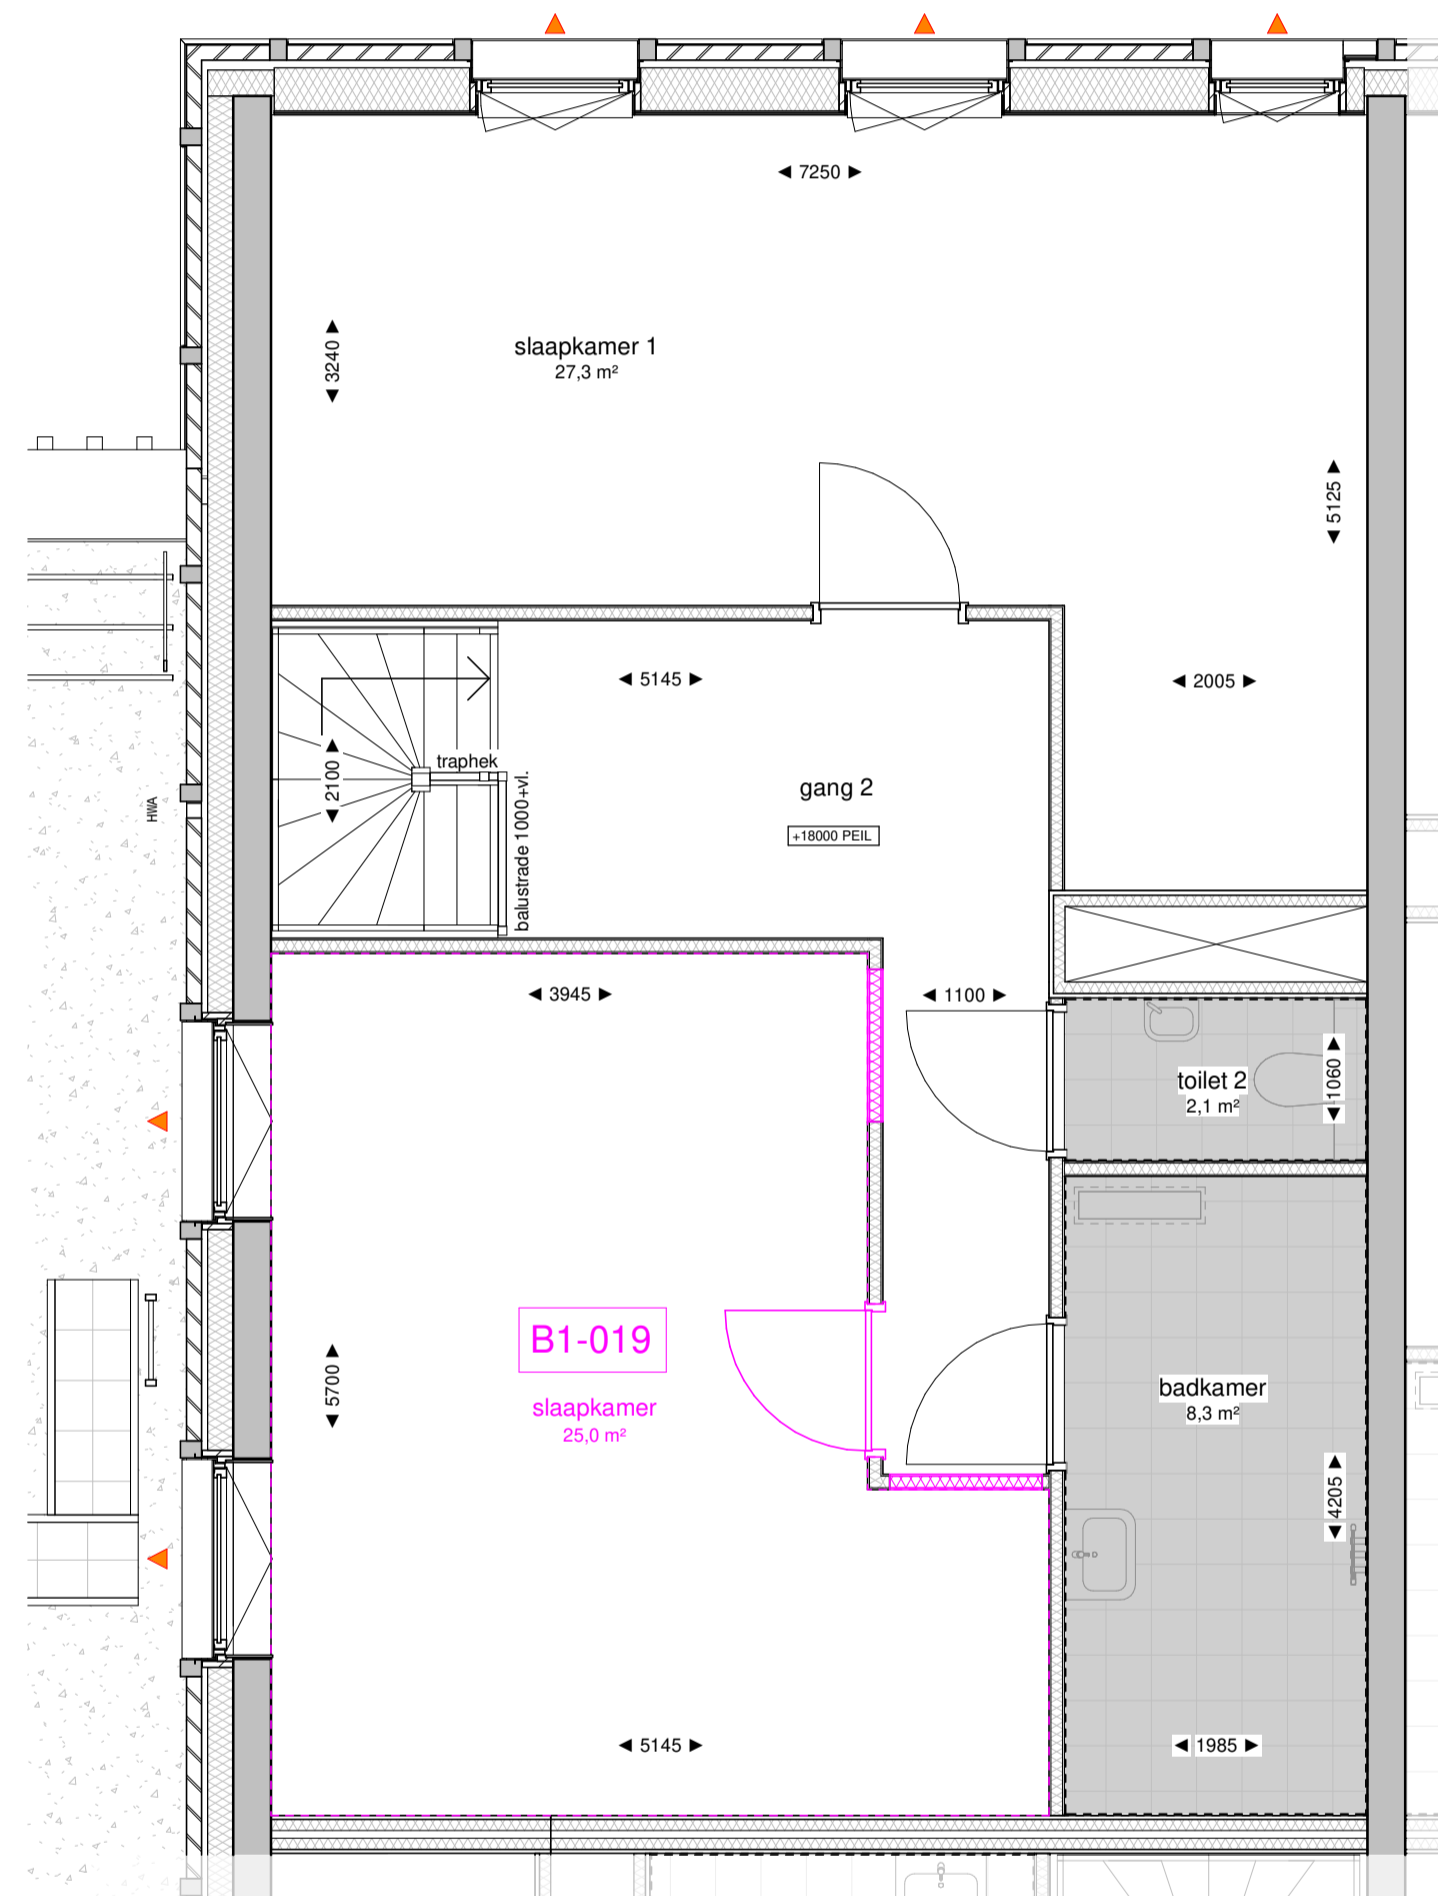 ◄ 7250 ►
◄ 3240 ►
slaapkamer 1
27,3 m²
◄ 5125 ►
◄ 5145 ►
◄ 2005 ►
◄ 2100 ►
traphek
balustrade 1000+vl.
gang 2
+18000 PEIL
HWA
◄ 3945 ►
◄ 1100 ►
toilet 2
2,1 m²
◄ 1060 ►
B1-019
slaapkamer
25,0 m²
◄ 5700 ►
badkamer
8,3 m²
◄ 4205 ►
◄ 5145 ►
◄ 1985 ►